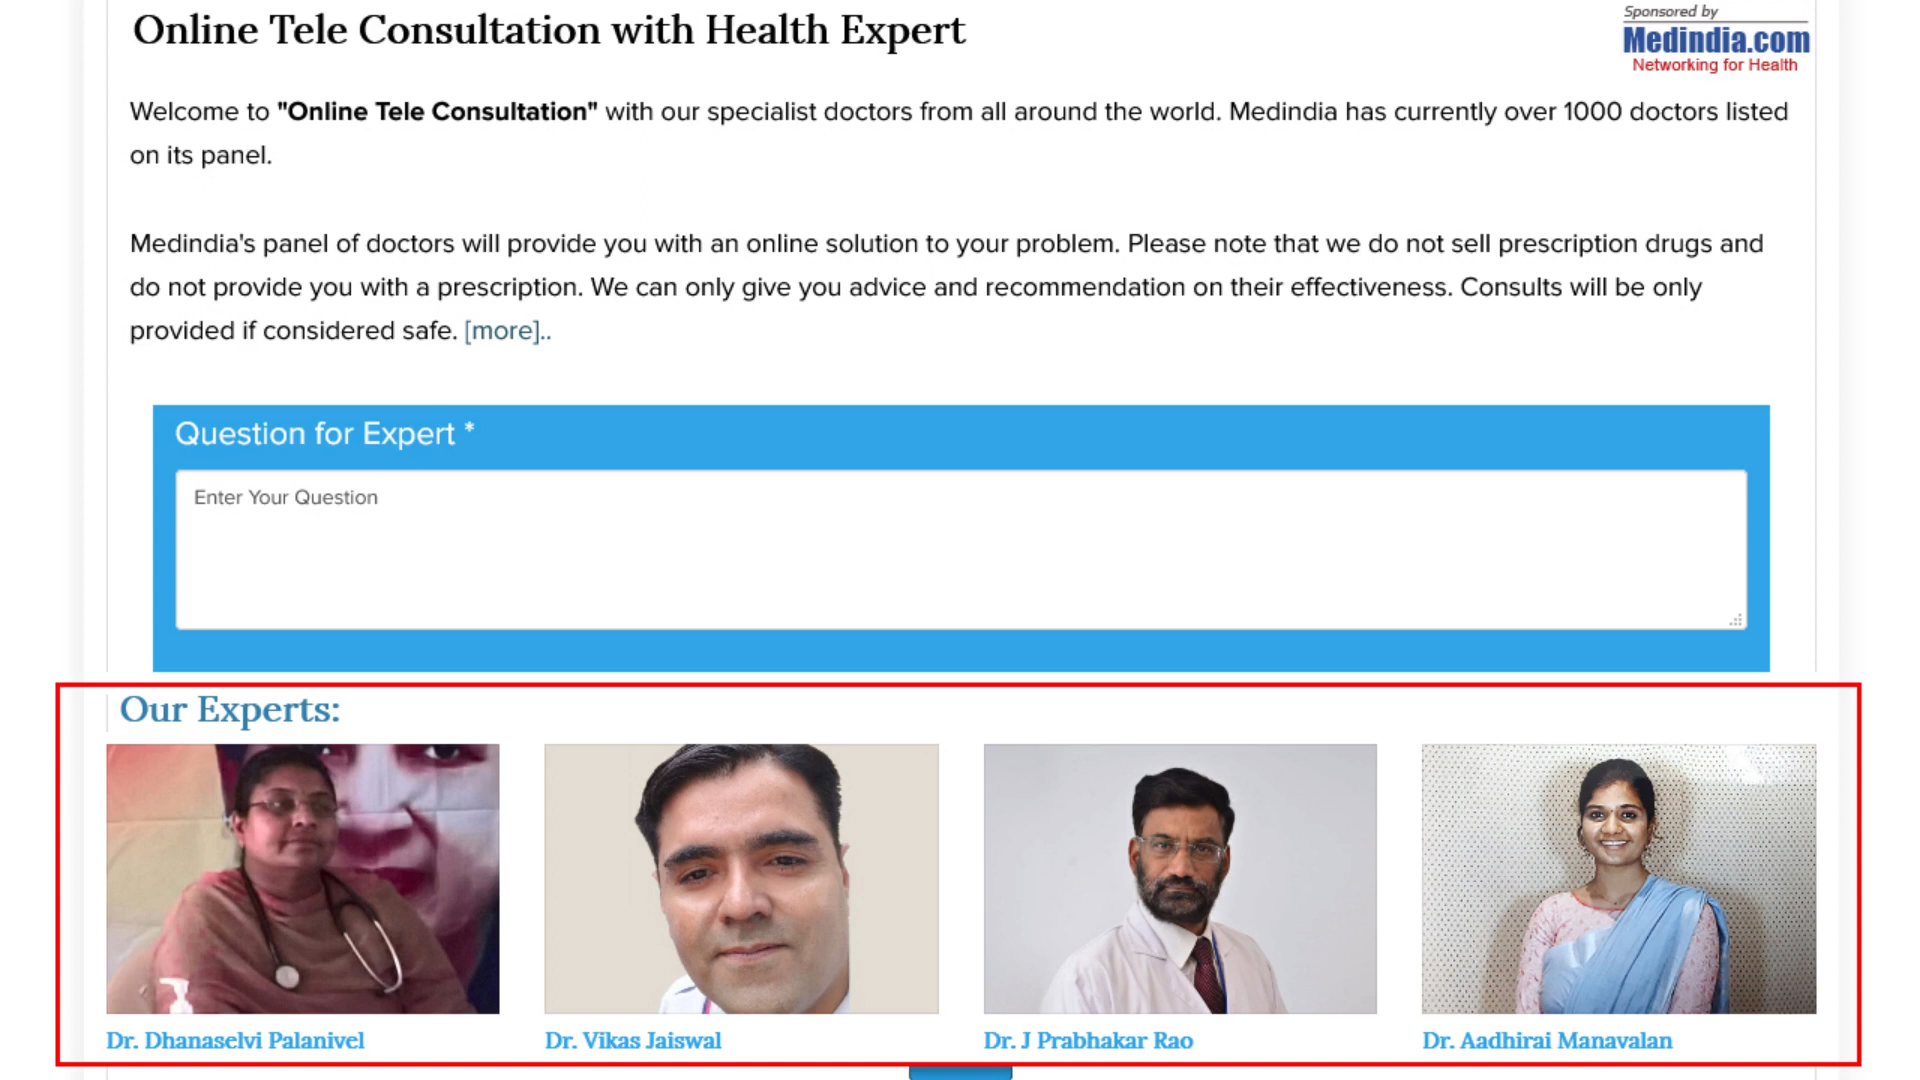 Online Tele Consultation with Health Expert
Sponsored by
Medindia.com
Networking for Health
Welcome to "Online Tele Consultation" with our specialist doctors from all around the world. Medindia has currently over 1000 doctors listed
on its panel.
Medindia's panel of doctors will provide you with an online solution to your problem. Please note that we do not sell prescription drugs and
do not provide you with a prescription. We can only give you advice and recommendation on their effectiveness. Consults will be only
provided if considered safe. [more]..
Question for Expert *
Enter Your Question
Our Experts:
Dr. Dhanaselvi Palanivel
Dr. Vikas Jaiswal
Dr. J Prabhakar Rao
Dr. Aadhirai Manavalan